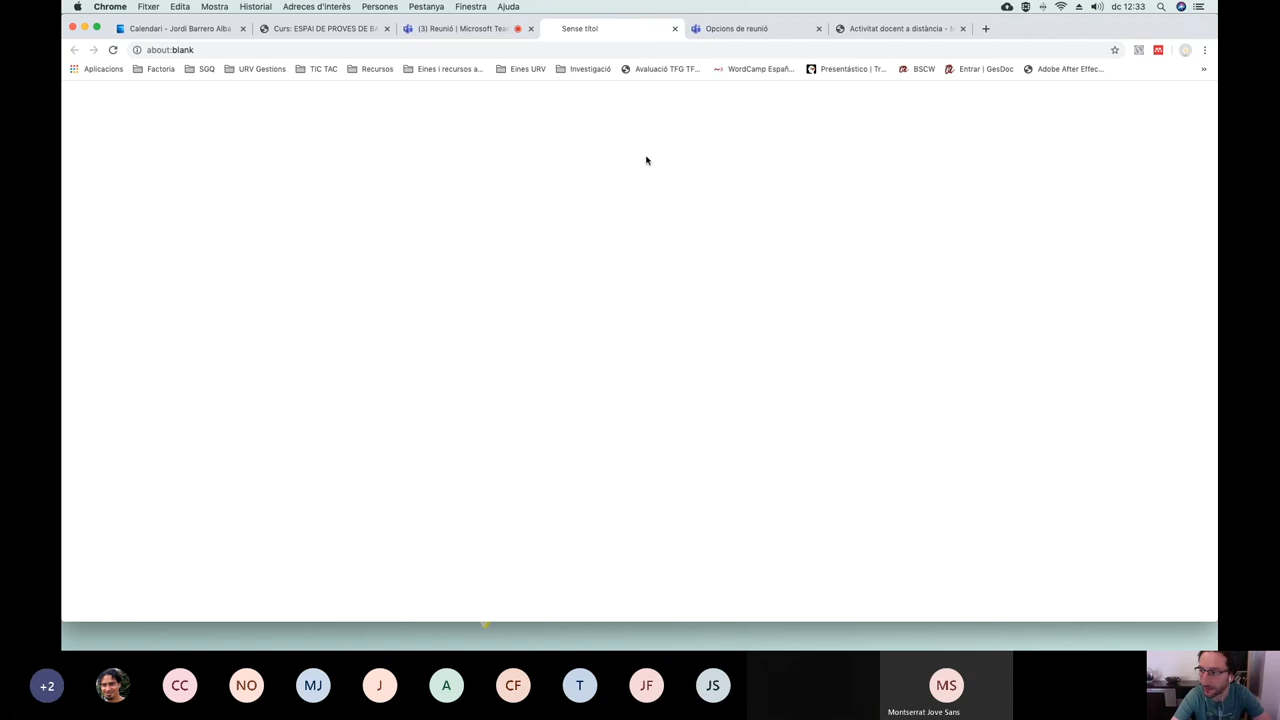 Chrome Fitxer Edita Mostra Historial Adreces d'interès Persones Pestanya Finestra Ajuda dc 12:33
Calendari - Jordi Barrero Alba Curs: ESPAI DE PROVES DE BA (3) Reunió | Microsoft Tea Sense títol Opcions de reunió Activitat docent a distància -
about:blank
Aplicacions Factoria SGQ URV Gestions TIC TAC Recursos Eines i recursos a... Eines URV Investigació Avaluació TFG TF... WordCamp Españ... Presentástico | Tr... BSCW Entrar | GesDoc Adobe After Effec... »
+2 CC NO MJ J A CF T JF JS MS
Montserrat Jove Sans